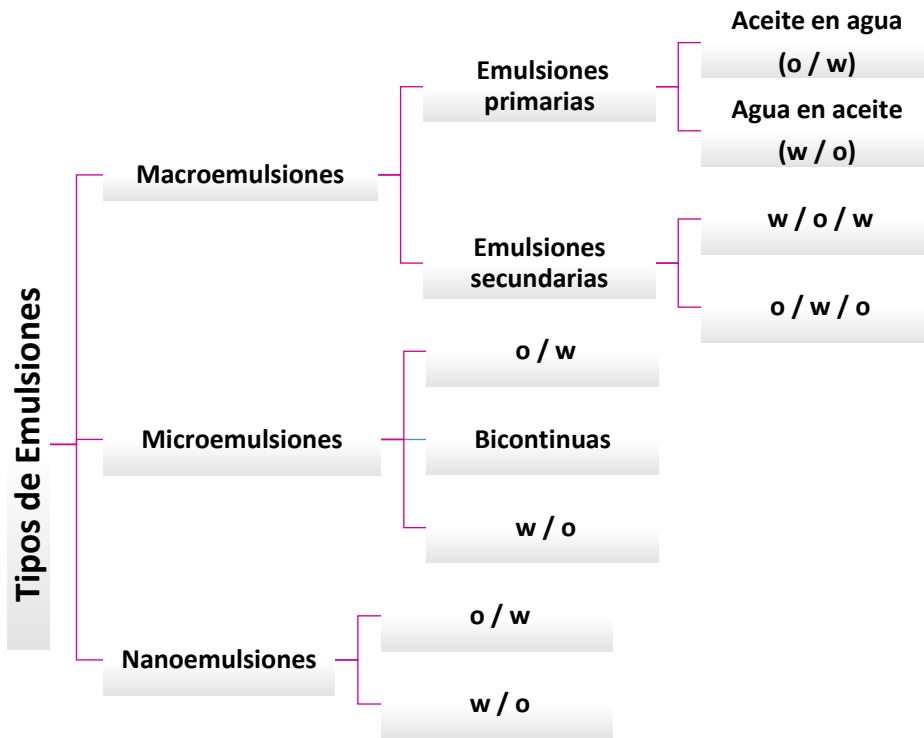 Tipos de Emulsiones
Macroemulsiones
Emulsiones
primarias
Aceite en agua
(o / w)
Agua en aceite
(w / o)
Emulsiones
secundarias
w / o / w
o / w / o
Microemulsiones
o / w
Bicontinuas
w / o
Nanoemulsiones
o / w
w / o